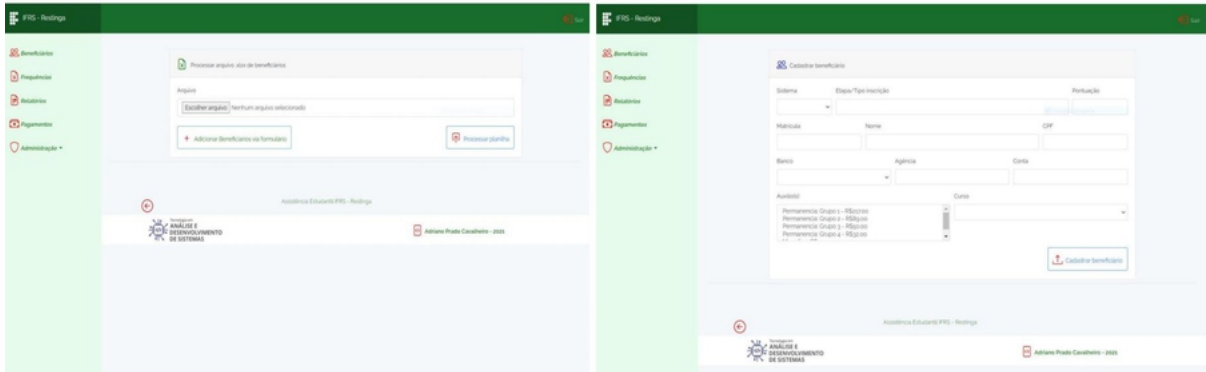 IFRS - Restinga
Sair
Beneficiários
Frequências
Relatórios
Pagamentos
Administração
Processar arquivo .xlsx de beneficiários
Arquivo
Escolher arquivo Nenhum arquivo selecionado
+ Adicionar Beneficiários via formulário
Processar planilha
Assistência Estudantil IFRS - Restinga
Tecnologia em
ANÁLISE E
DESENVOLVIMENTO
DE SISTEMAS
Adriano Prado Cavalheiro - 2021
IFRS - Restinga
Sair
Beneficiários
Frequências
Relatórios
Pagamentos
Administração
Cadastrar beneficiário
Sistema Etapa/Tipo inscrição Pontuação
Matrícula Nome CPF
Banco Agência Conta
Auxílio(s) Curso
Permanencia: Grupo 1 -
Permanencia: Grupo 2 -
Permanencia: Grupo 3 -
Permanencia: Grupo 4 -
Cadastrar beneficiário
Assistência Estudantil IFRS - Restinga
Tecnologia em
ANÁLISE E
DESENVOLVIMENTO
DE SISTEMAS
Adriano Prado Cavalheiro - 2021